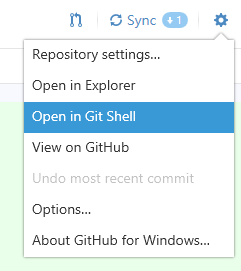 Sync 1
Repository settings...
Open in Explorer
Open in Git Shell
View on GitHub
Undo most recent commit
Options...
About GitHub for Windows...